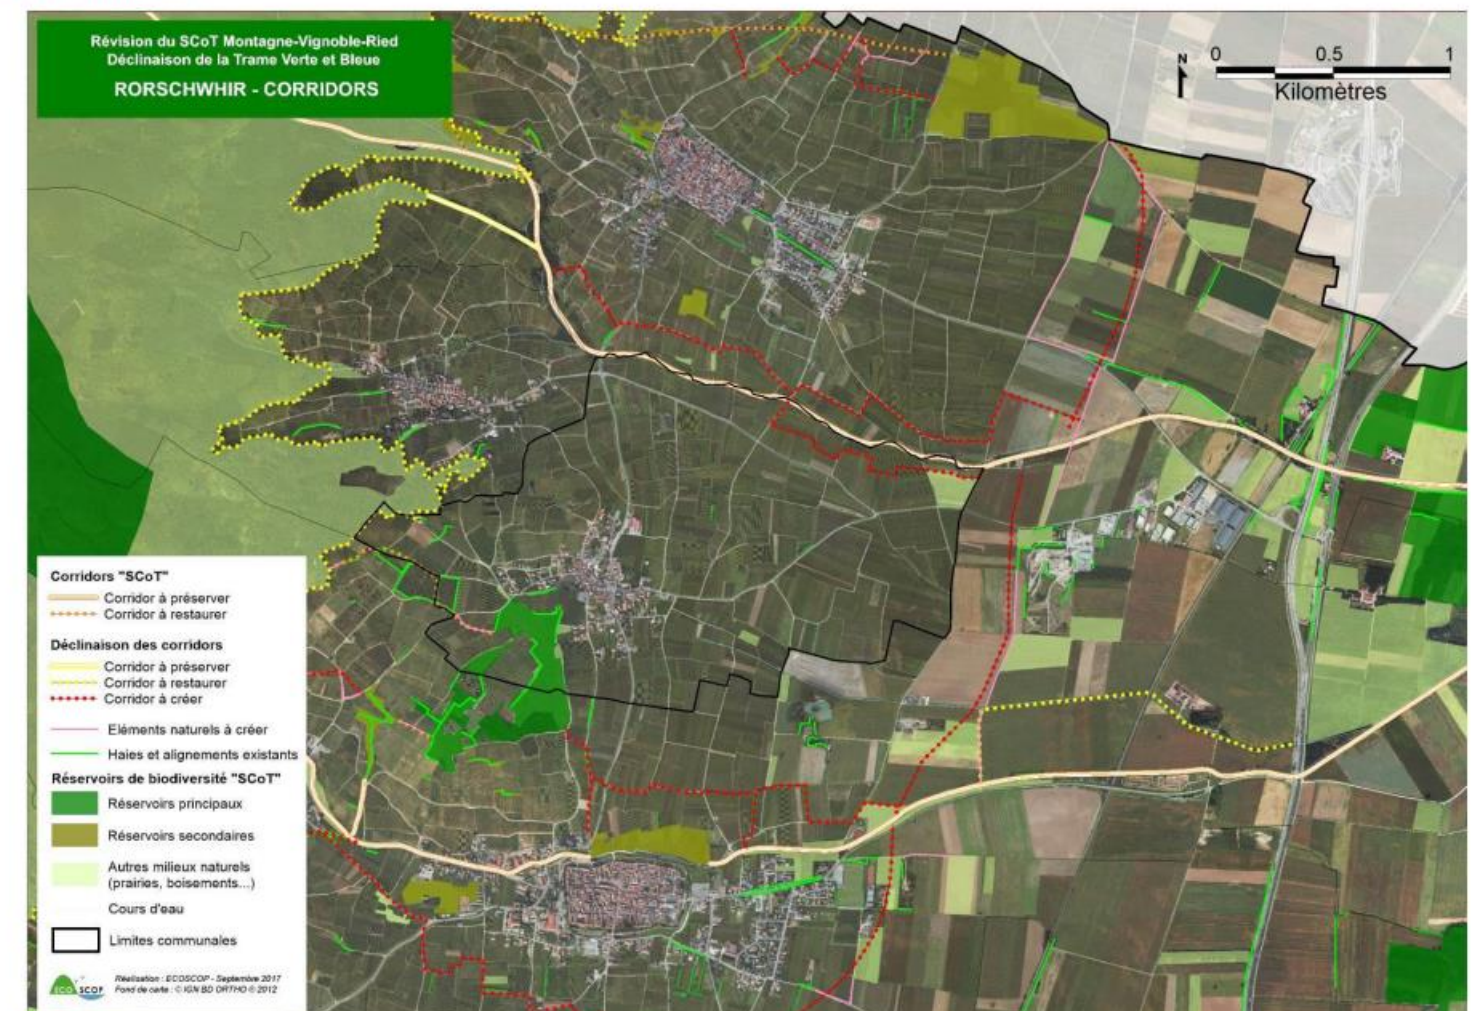 Révision du SCoT Montagne-Vignoble-Ried
Déclinaison de la Trame Verte et Bleue
RORSCHWHIR - CORRIDORS
N
0 0.5 1
Kilomètres
Corridors "SCoT"
Corridor à préserver
Corridor à restaurer
Déclinaison des corridors
Corridor à préserver
Corridor à restaurer
Corridor à créer
Eléments naturels à créer
Haies et alignements existants
Réservoirs de biodiversité "SCoT"
Réservoirs principaux
Réservoirs secondaires
Autres milieux naturels
(prairies, boisements...)
Cours d'eau
Limites communales
ECO SCOP
Réalisation : ECOSCOP - Septembre 2017
Fond de carte : © IGN BD ORTHO © 2012